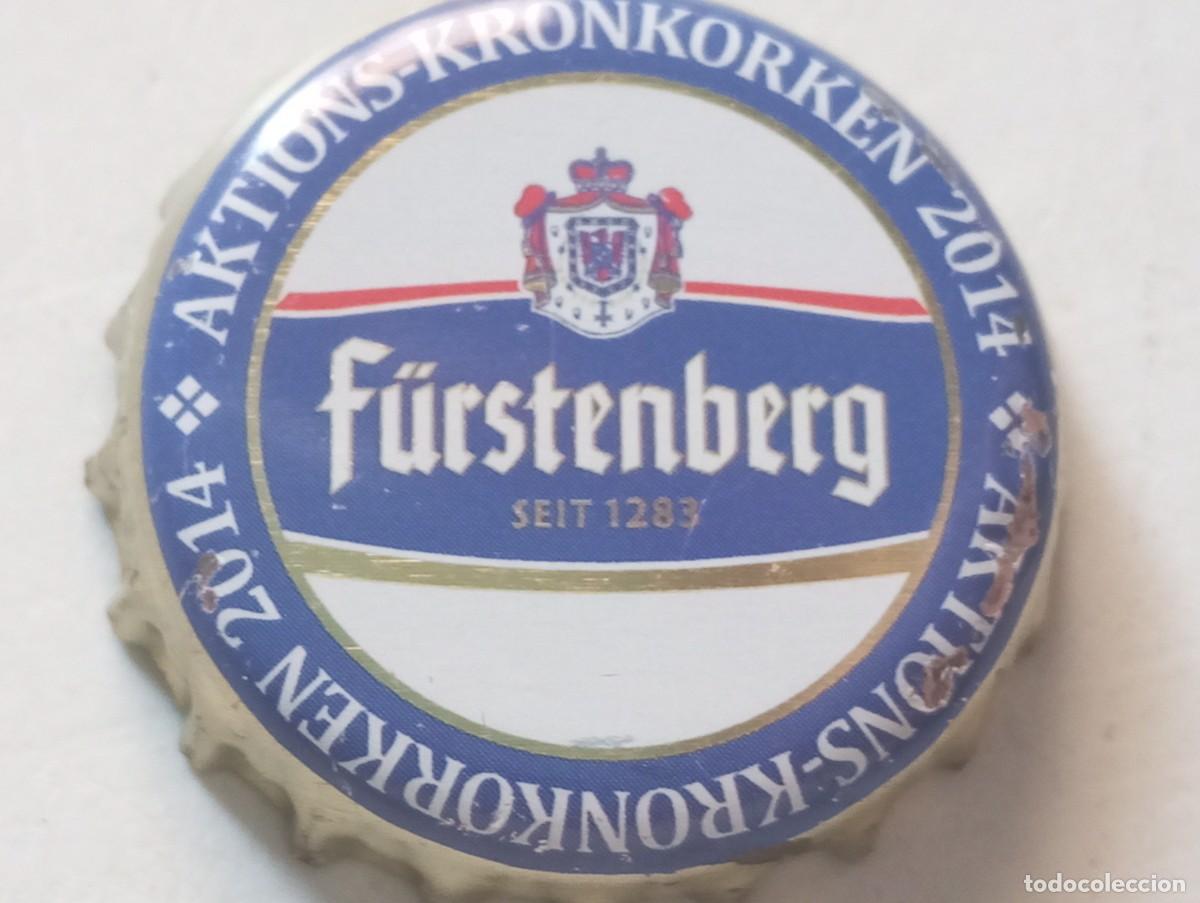 AKTIONS-KRONKORKEN 2014
fürstenberg
SEIT 1283
AKTIONS-KRONKORKEN 2014
todocoleccion